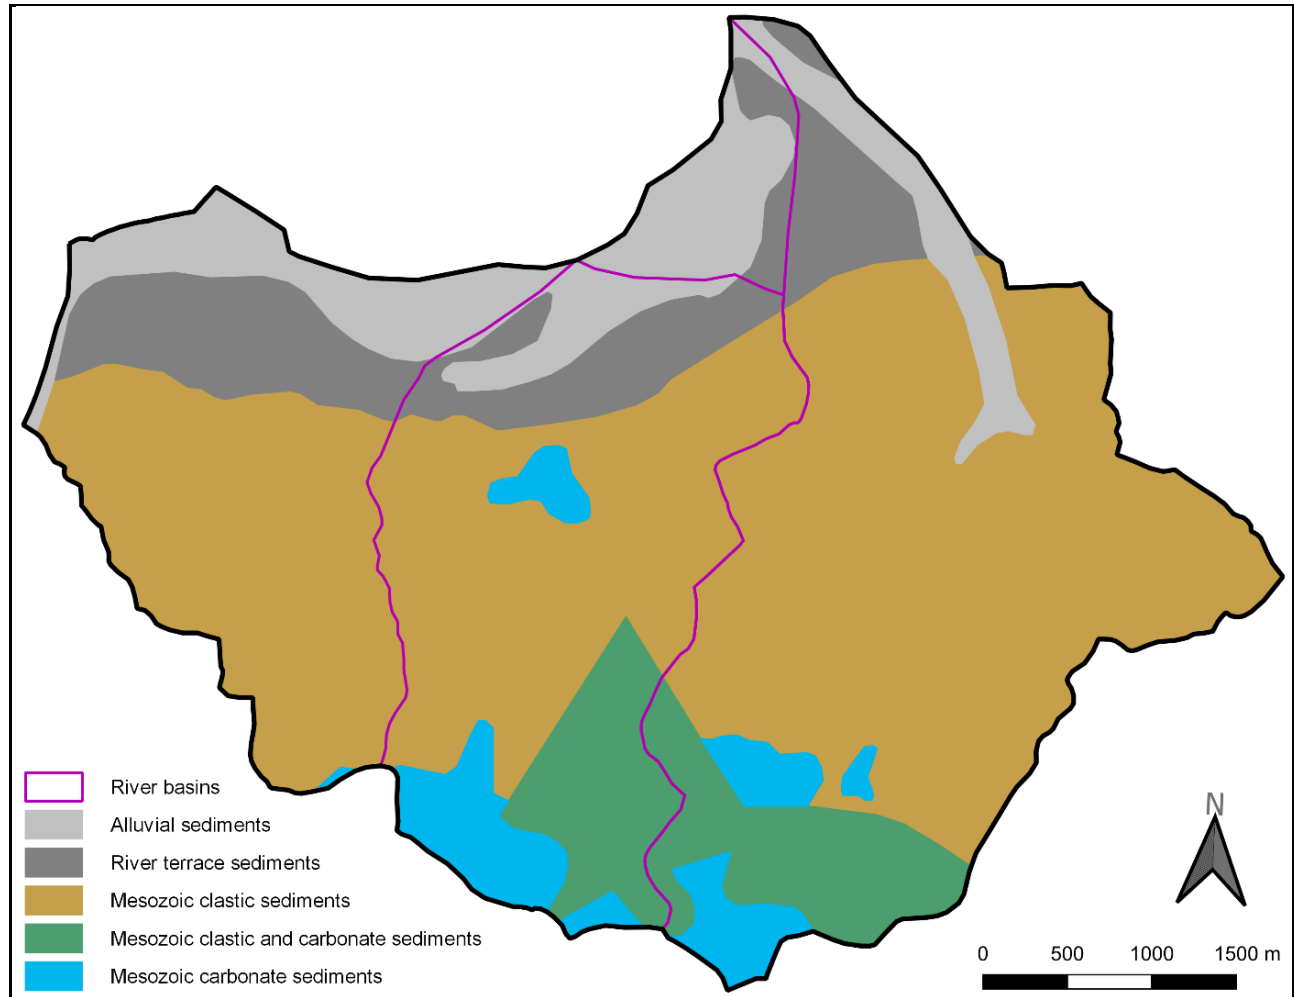 River basins
Alluvial sediments
River terrace sediments
Mesozoic clastic sediments
Mesozoic clastic and carbonate sediments
Mesozoic carbonate sediments
N
0 500 1000 1500 m